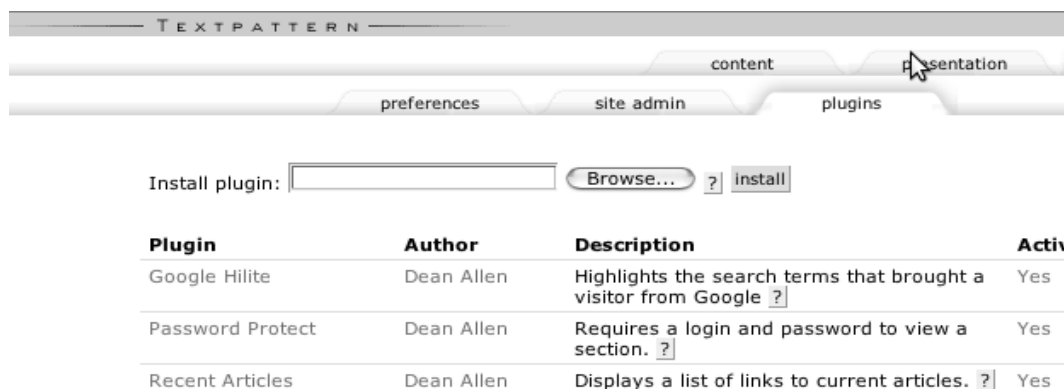 TEXTPATTERN
content presentation
preferences site admin plugins
Install plugin: Browse... ? install
Plugin Author Description
Google Hilite Dean Allen Highlights the search terms that brought a Yes
visitor from Google ?
Password Protect Dean Allen Requires a login and password to view a Yes
section. ?
Recent Articles Dean Allen Displays a list of links to current articles. ? Yes